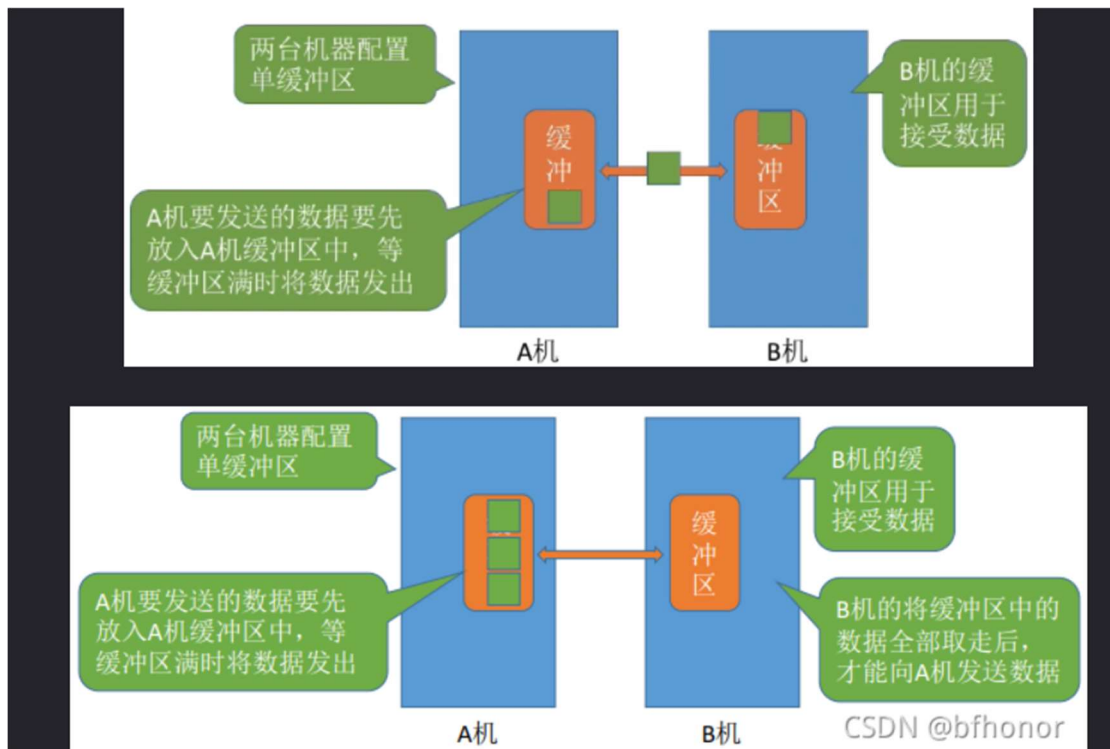 两台机器配置
单缓冲区
B机的缓
冲区用于
接受数据
缓
冲
冲
区
A机要发送的数据要先
放入A机缓冲区中，等
缓冲区满时将数据发出
A机
B机
两台机器配置
单缓冲区
B机的缓
冲区用于
接受数据
缓
冲
区
A机要发送的数据要先
放入A机缓冲区中，等
缓冲区满时将数据发出
B机的将缓冲区中的
数据全部取走后，
才能向A机发送数据
A机
B机
CSDN @bfhonor